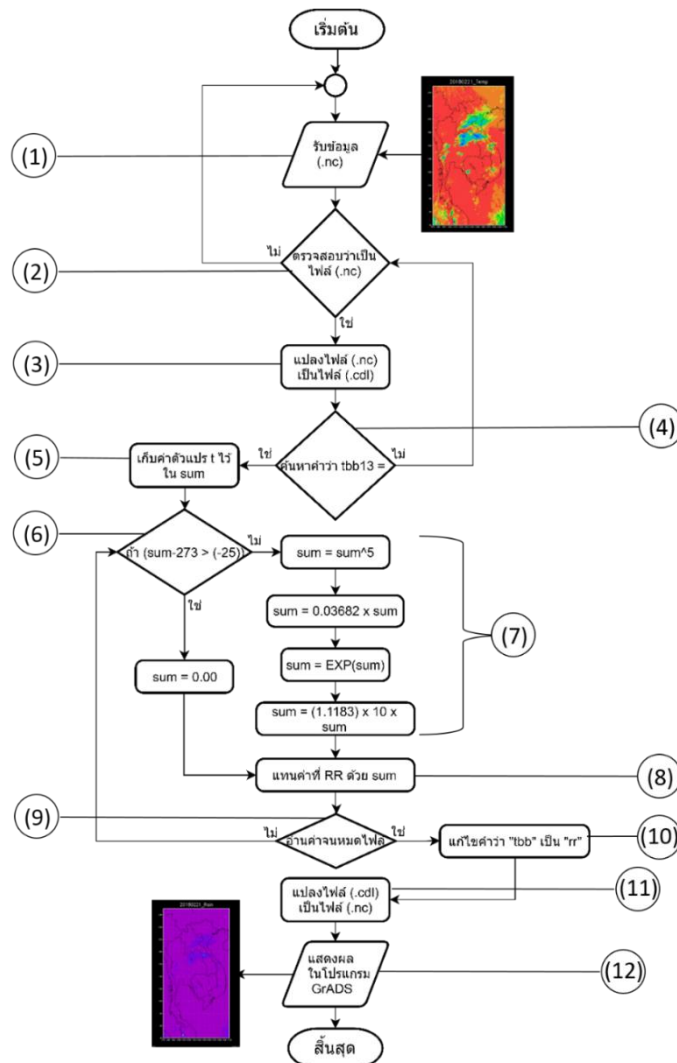 เริ่มต้น
20190221_Temp
(1)
รับข้อมูล
(.nc)
(2)
ไม่
ตรวจสอบว่าเป็น
ไฟล์ (.nc)
ใช่
(3)
แปลงไฟล์ (.nc)
เป็นไฟล์ (.cdl)
(4)
(5)
เก็บค่าตัวแปร t ไว้
ใน sum
ใช่
ค้นหาคำว่า tbb13 =
ไม่
(6)
ถ้า (sum-273 > (-25))
ไม่
sum = sum^5
ใช่
sum = 0.03682 x sum
(7)
sum = 0.00
sum = EXP(sum)
sum = (1.1183) x 10 x
sum
แทนค่าที่ RR ด้วย sum
(8)
(9)
ไม่
อ่านค่าจนหมดไฟล์
ใช่
แก้ไขคำว่า "tbb" เป็น "rr"
(10)
แปลงไฟล์ (.cdl)
เป็นไฟล์ (.nc)
(11)
20190221_Rain
แสดงผล
ในโปรแกรม
GrADS
(12)
สิ้นสุด